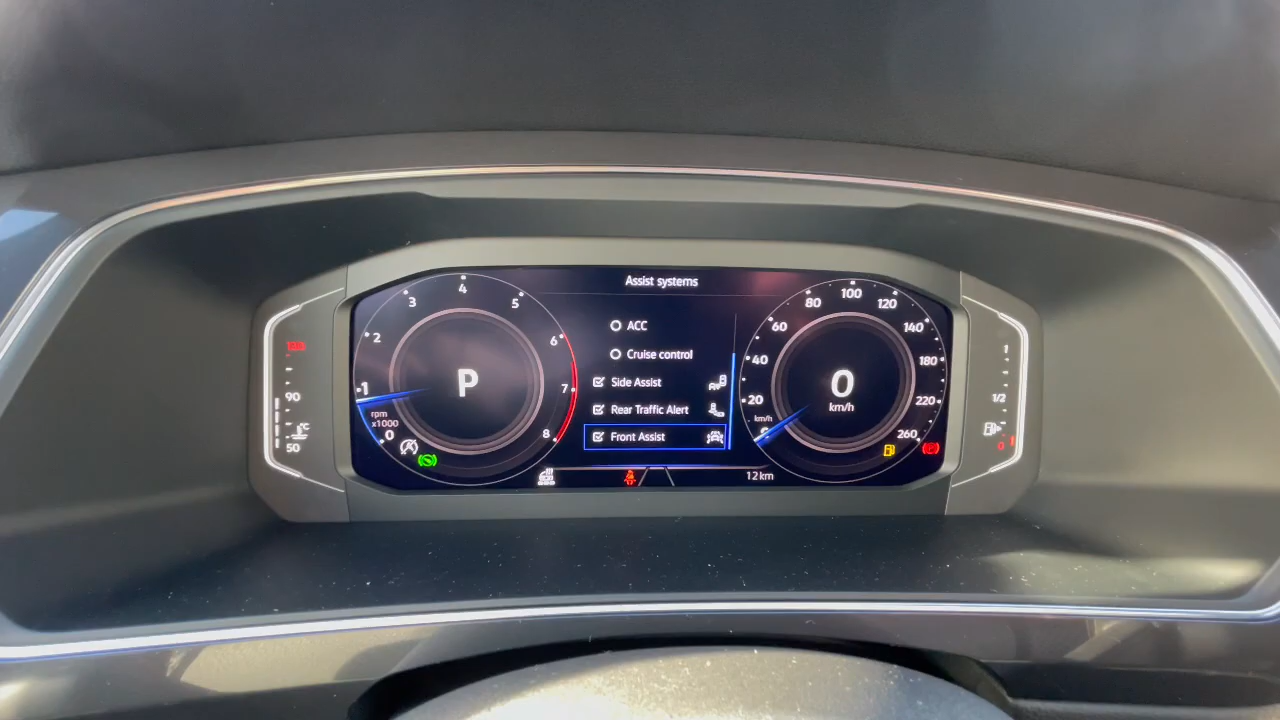 Assist systems
ACC
Cruise control
Side Assist
Rear Traffic Alert
Front Assist
12 km
0
1
2
3
4
5
6
7
8
rpm
x1000
P
20
40
60
80
100
120
140
180
220
260
km/h
0
km/h
90
°C
50
1
1/2
0